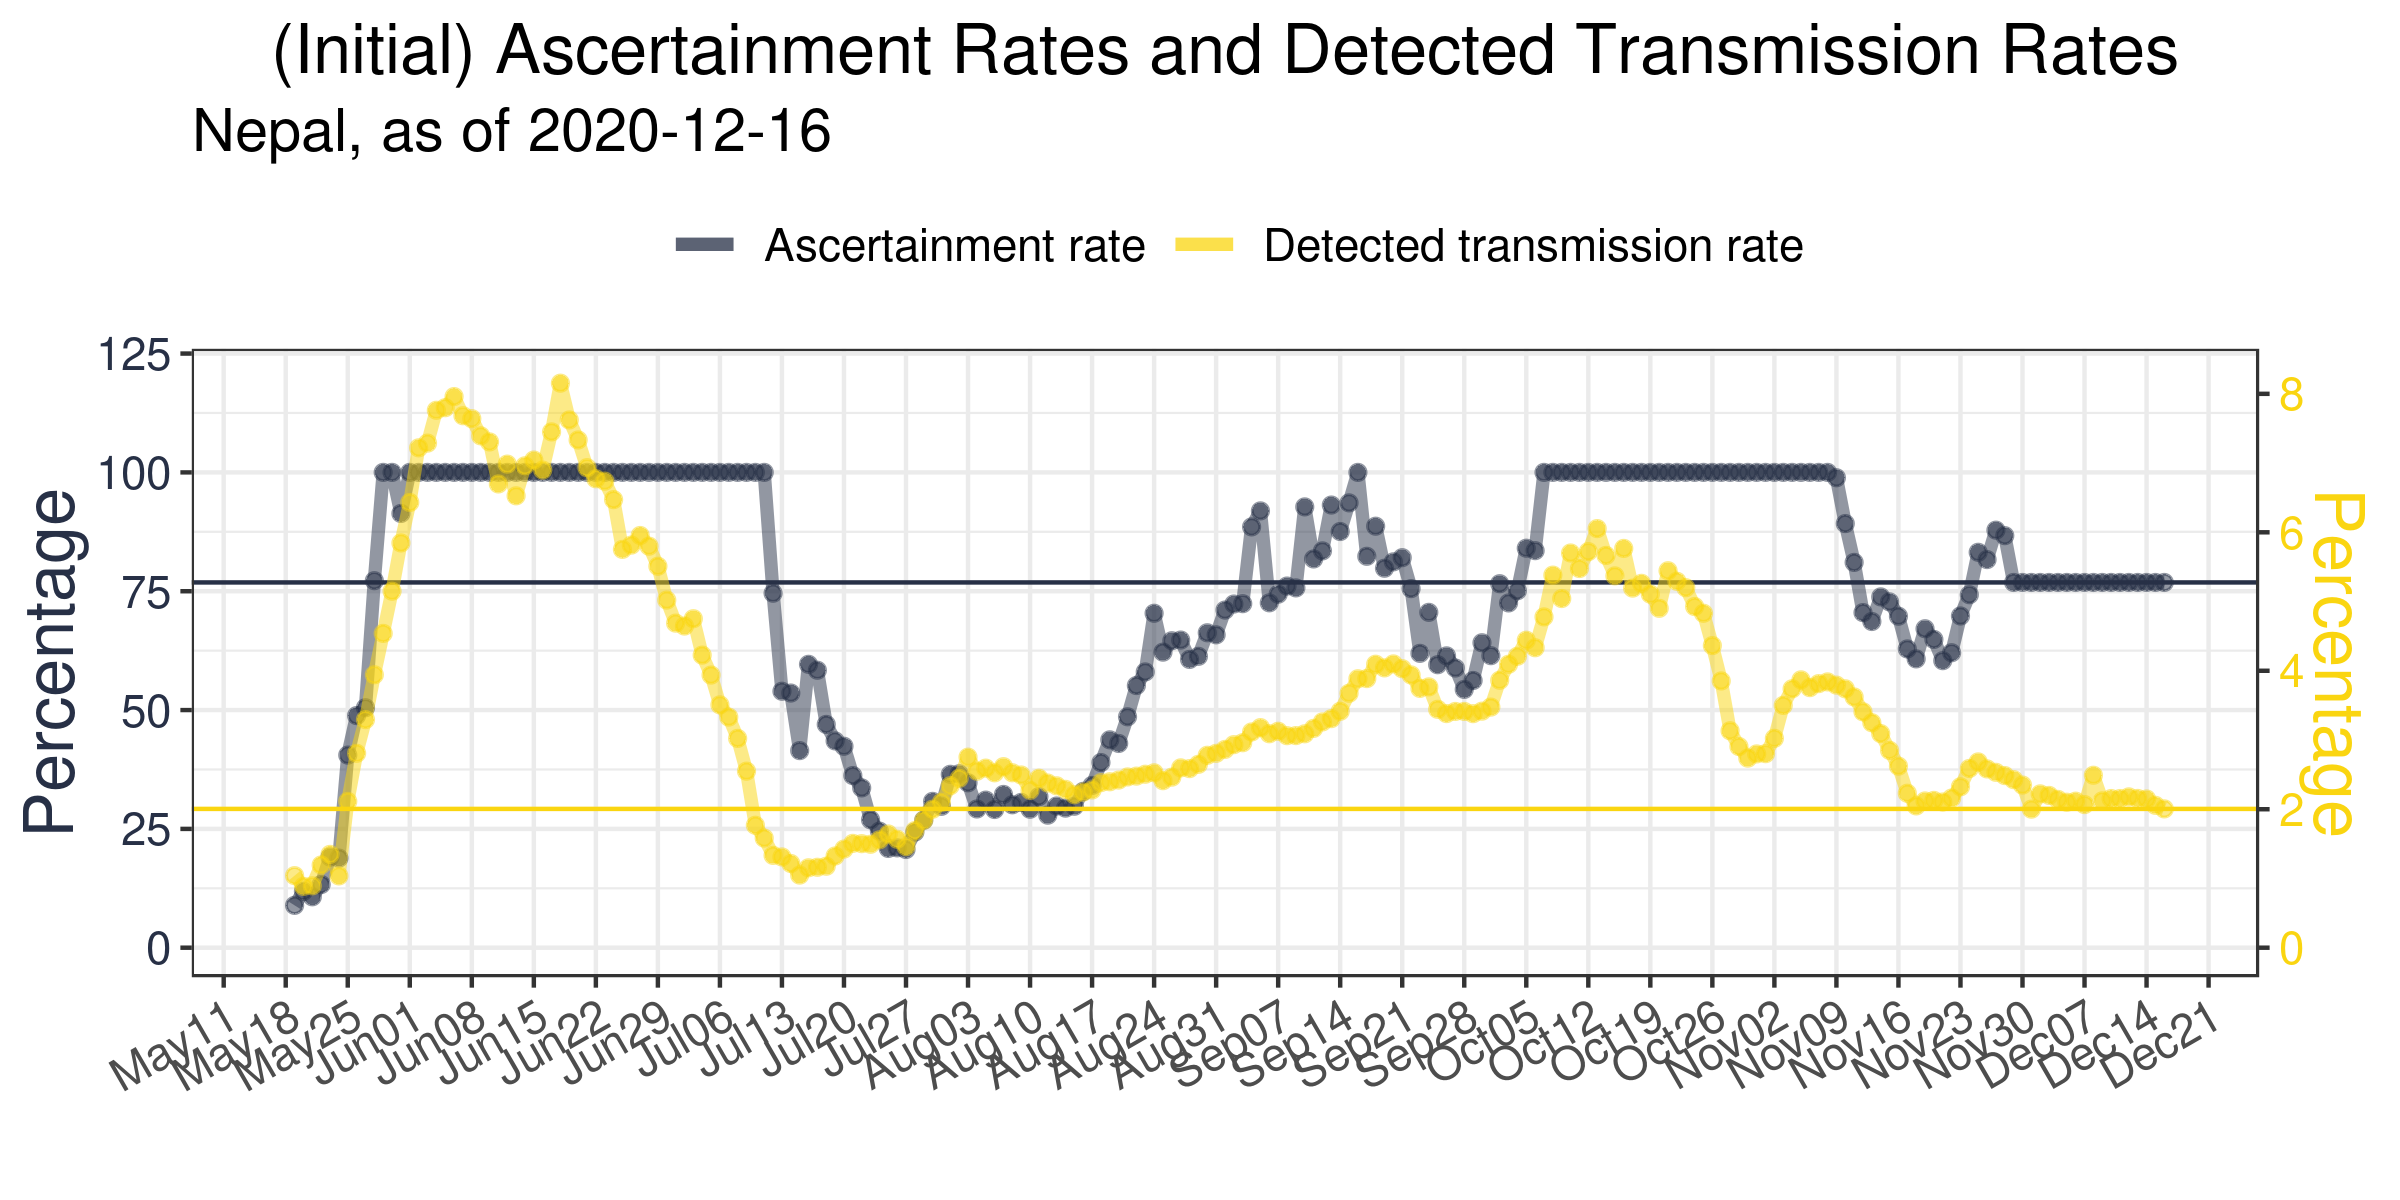 (Initial) Ascertainment Rates and Detected Transmission Rates
Nepal, as of 2020-12-16
Ascertainment rate
Detected transmission rate
Percentage
125
100
75
50
25
0
8
6
4
2
0
Percentage
May11
May18
May25
Jun01
Jun08
Jun15
Jun22
Jun29
Jul06
Jul13
Jul20
Jul27
Aug03
Aug10
Aug17
Aug24
Aug31
Sep07
Sep14
Sep21
Sep28
Oct05
Oct12
Oct19
Oct26
Nov02
Nov09
Nov16
Nov23
Nov30
Dec07
Dec14
Dec21